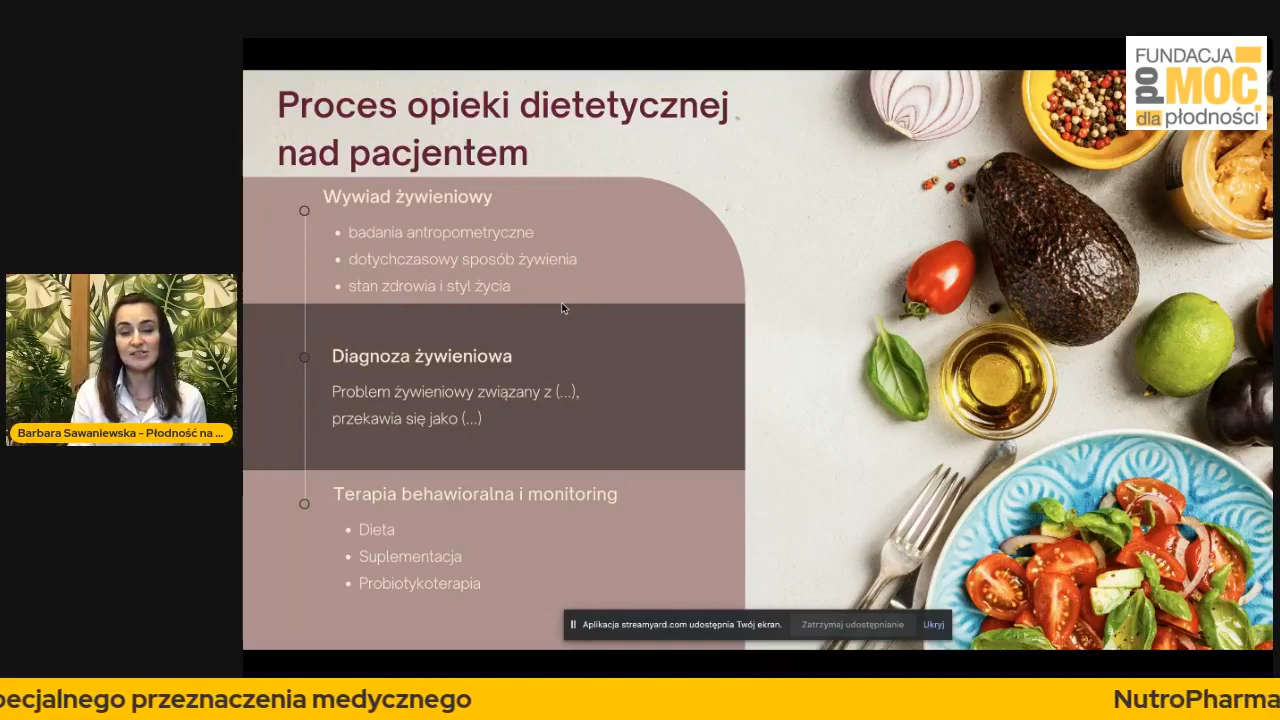 FUNDACJA
po
MOC
dla płodności
Proces opieki dietetycznej
nad pacjentem
Wywiad żywieniowy
• badania antropometryczne
• dotychczasowy sposób żywienia
• stan zdrowia i styl życia
Diagnoza żywieniowa
Problem żywieniowy związany z (...),
przekawia się jako (...)
Terapia behawioralna i monitoring
• Dieta
• Suplementacja
• Probiotykoterapia
Barbara Sawaniewska - Płodność na ...
Aplikacja streamyard.com udostępnia Twój ekran. Zatrzymaj udostępnianie Ukryj
pecjalnego przeznaczenia medycznego NutroPharma